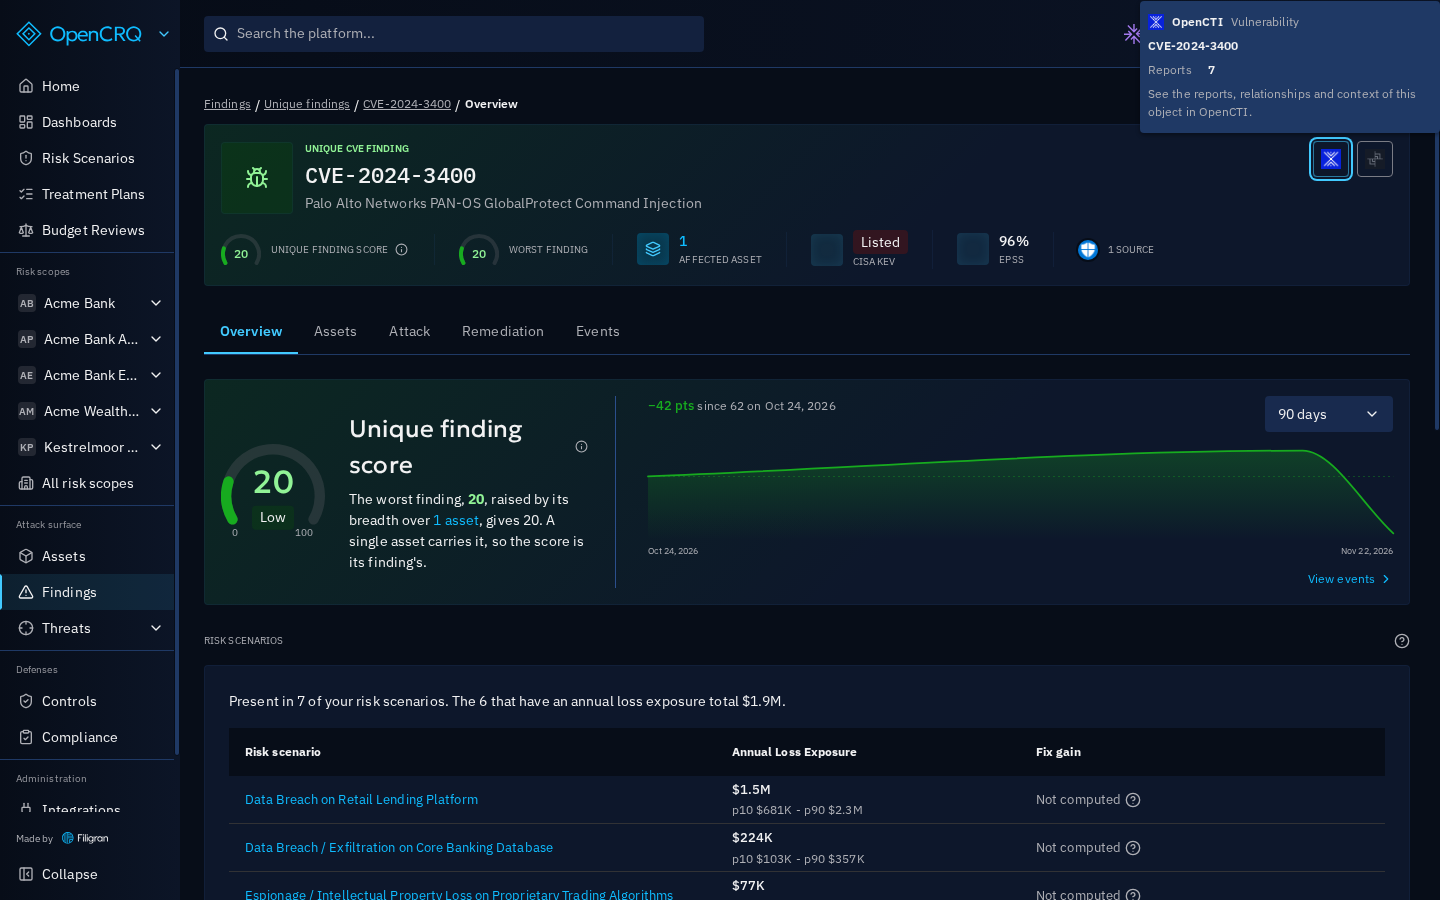 OpenCRQ
Search the platform...
OpenCTI Vulnerability
CVE-2024-3400
Reports 7
See the reports, relationships and context of this
object in OpenCTI.
Home
Dashboards
Risk Scenarios
Treatment Plans
Budget Reviews
Risk scopes
AB Acme Bank
AP Acme Bank A...
AE Acme Bank E...
AM Acme Wealth...
KP Kestrelmoor ...
All risk scopes
Attack surface
Assets
Findings
Threats
Defenses
Controls
Compliance
Administration
Integrations
Made by Filigran
Collapse
Findings / Unique findings / CVE-2024-3400 / Overview
UNIQUE CVE FINDING
CVE-2024-3400
Palo Alto Networks PAN-OS GlobalProtect Command Injection
20 UNIQUE FINDING SCORE
20 WORST FINDING
1 AFFECTED ASSET
Listed CISA KEV
96% EPSS
1 SOURCE
Overview Assets Attack Remediation Events
20
Low
0 100
Unique finding
score
The worst finding, 20, raised by its
breadth over 1 asset, gives 20. A
single asset carries it, so the score is
its finding's.
−42 pts since 62 on Oct 24, 2026
90 days
Oct 24, 2026 Nov 22, 2026
View events
RISK SCENARIOS
Present in 7 of your risk scenarios. The 6 that have an annual loss exposure total $1.9M.
Risk scenario Annual Loss Exposure Fix gain
Data Breach on Retail Lending Platform $1.5M Not computed
p10 $681K - p90 $2.3M
Data Breach / Exfiltration on Core Banking Database $224K Not computed
p10 $103K - p90 $357K
Espionage / Intellectual Property Loss on Proprietary Trading Algorithms $77K Not computed